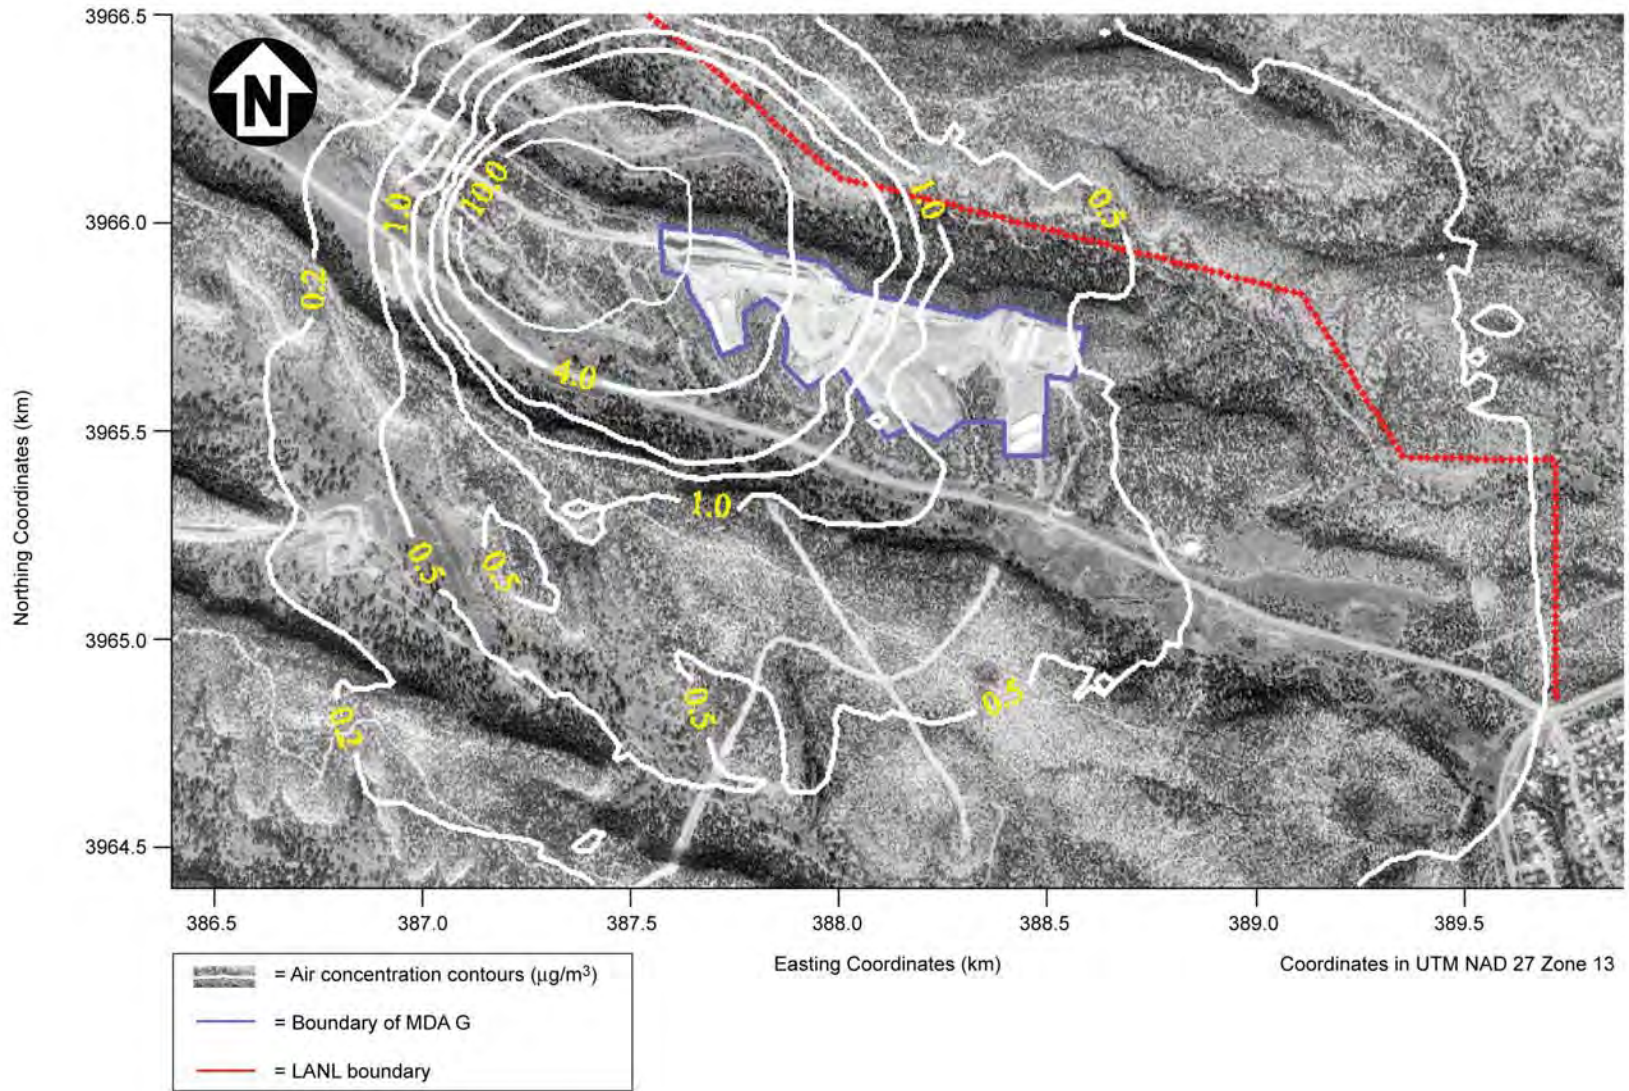 3966.5
3966.0
3965.5
3965.0
3964.5
Northing Coordinates (km)
N
10.0
1.0
1.0
0.5
0.2
4.0
1.0
0.5
0.5
0.5
0.5
0.2
386.5 387.0 387.5 388.0 388.5 389.0 389.5
Easting Coordinates (km)
Coordinates in UTM NAD 27 Zone 13
= Air concentration contours (µg/m³)
= Boundary of MDA G
= LANL boundary